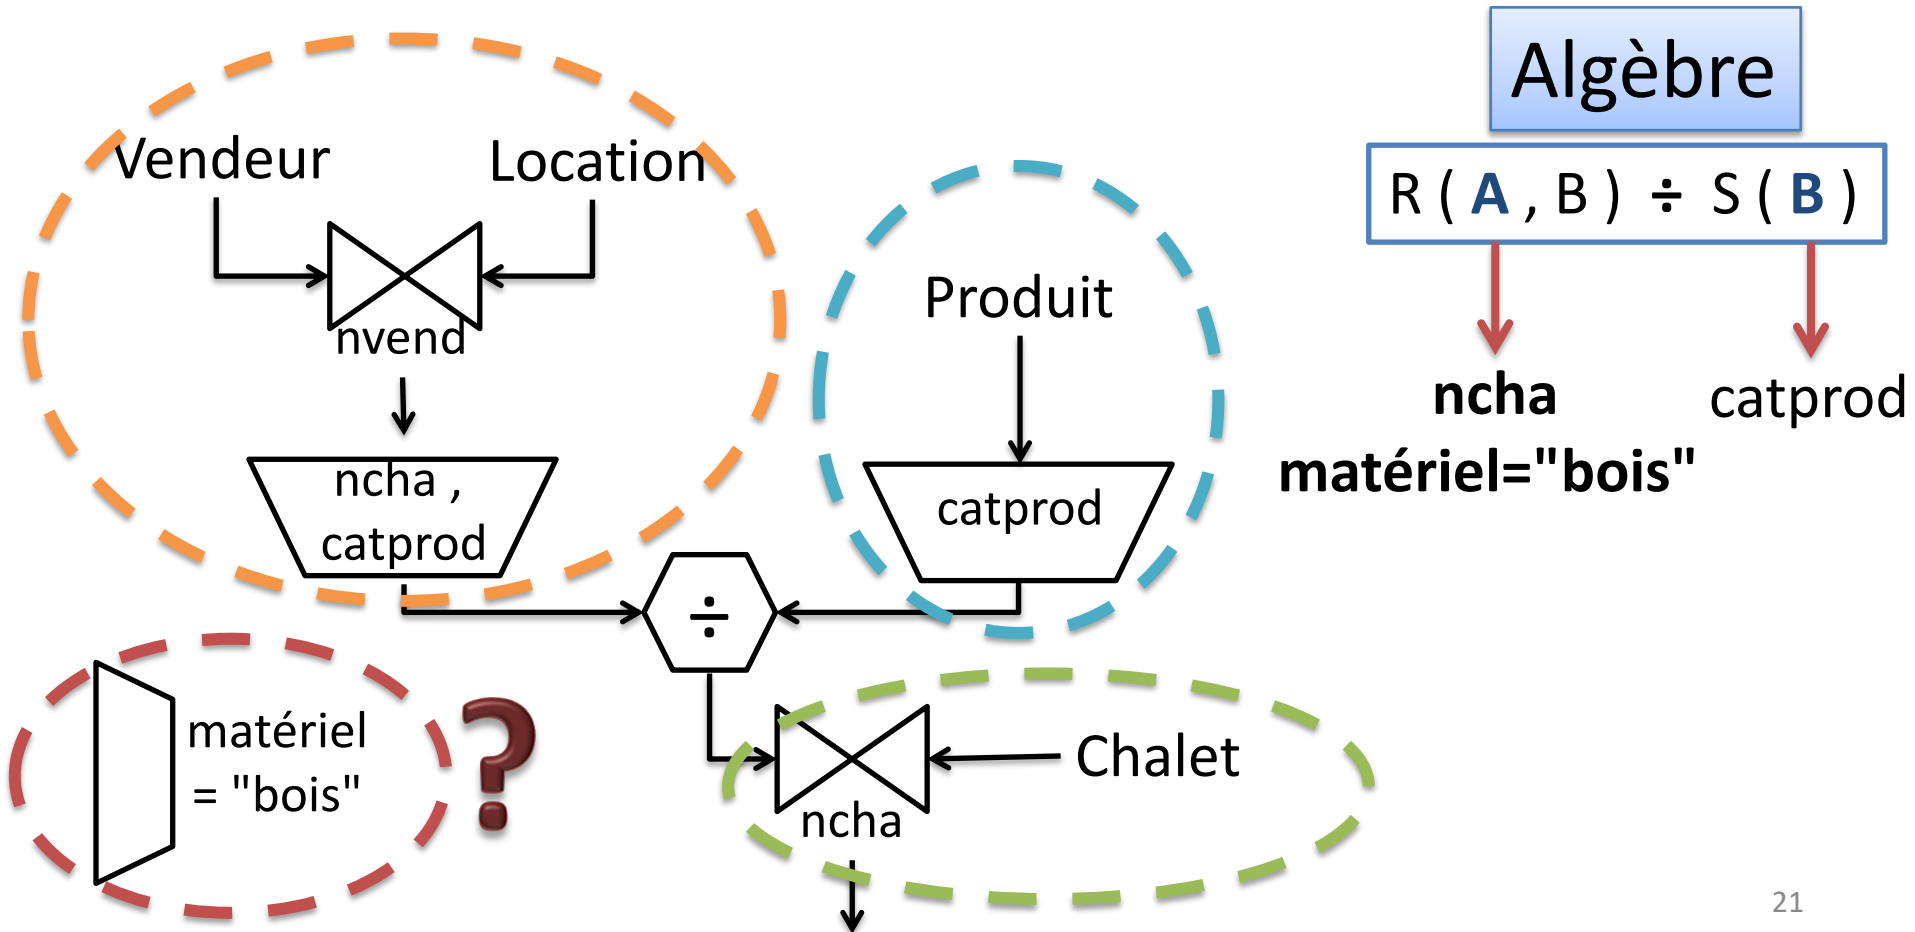 Algèbre
R ( A , B ) ÷ S ( B )
Vendeur
Location
nvend
Produit
ncha
catprod
matériel="bois"
ncha ,
catprod
catprod
÷
matériel
= "bois"
?
Chalet
ncha
21